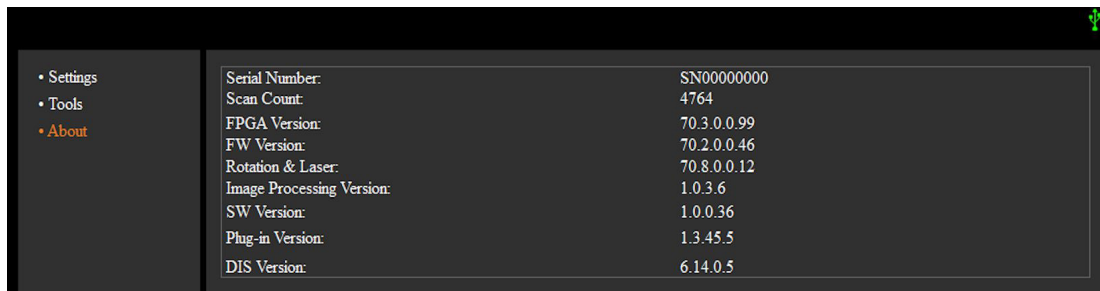 • Settings
• Tools
• About
Serial Number: SN00000000
Scan Count: 4764
FPGA Version: 70.3.0.0.99
FW Version: 70.2.0.0.46
Rotation & Laser: 70.8.0.0.12
Image Processing Version: 1.0.3.6
SW Version: 1.0.0.36
Plug-in Version: 1.3.45.5
DIS Version: 6.14.0.5